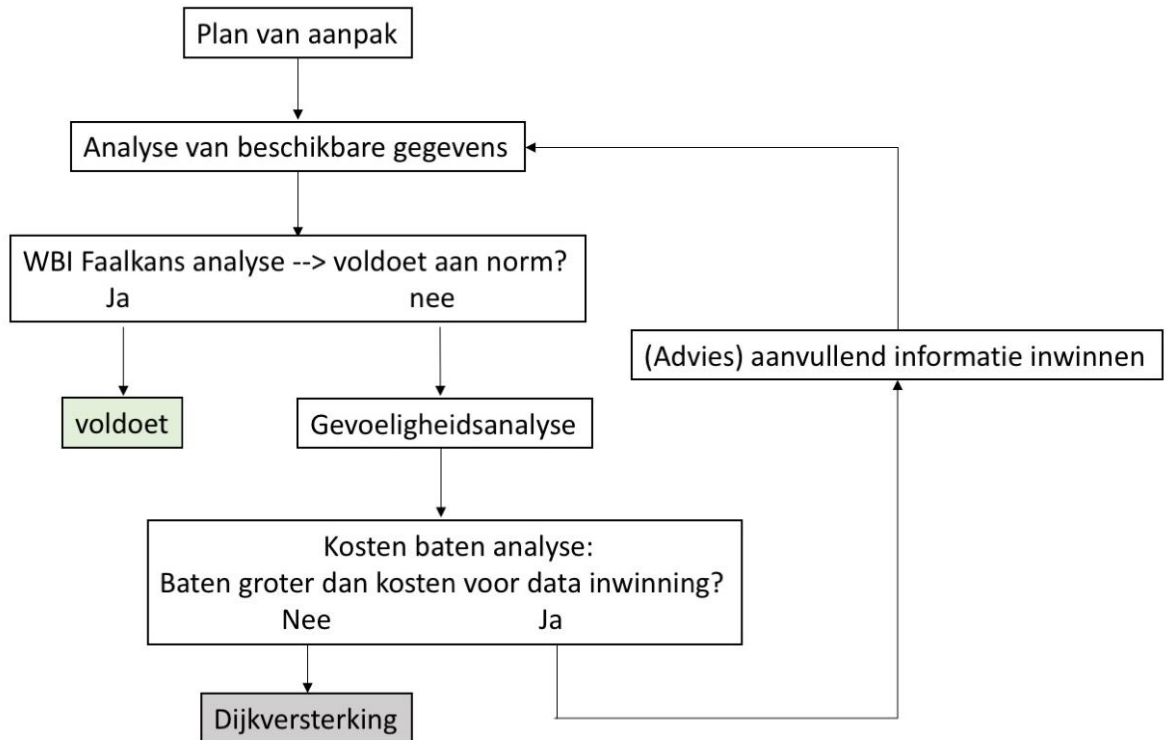 Plan van aanpak
Analyse van beschikbare gegevens
WBI Faalkans analyse --> voldoet aan norm?
Ja nee
(Advies) aanvullend informatie inwinnen
voldoet
Gevoeligheidsanalyse
Kosten baten analyse:
Baten groter dan kosten voor data inwinning?
Nee Ja
Dijkversterking